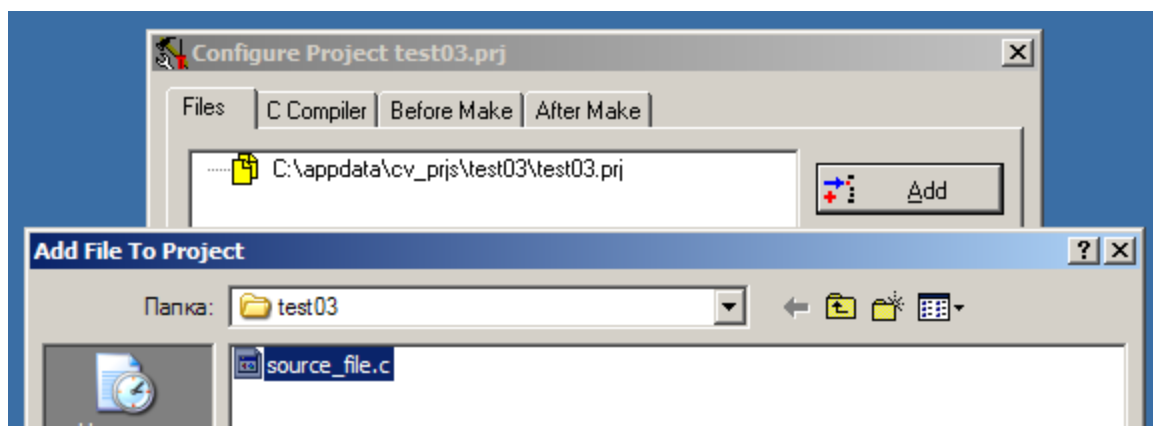 Configure Project test03.prj
Files C Compiler Before Make After Make
C:\appdata\cv_prjs\test03\test03.prj
Add
Add File To Project
Папка: test03
source_file.c